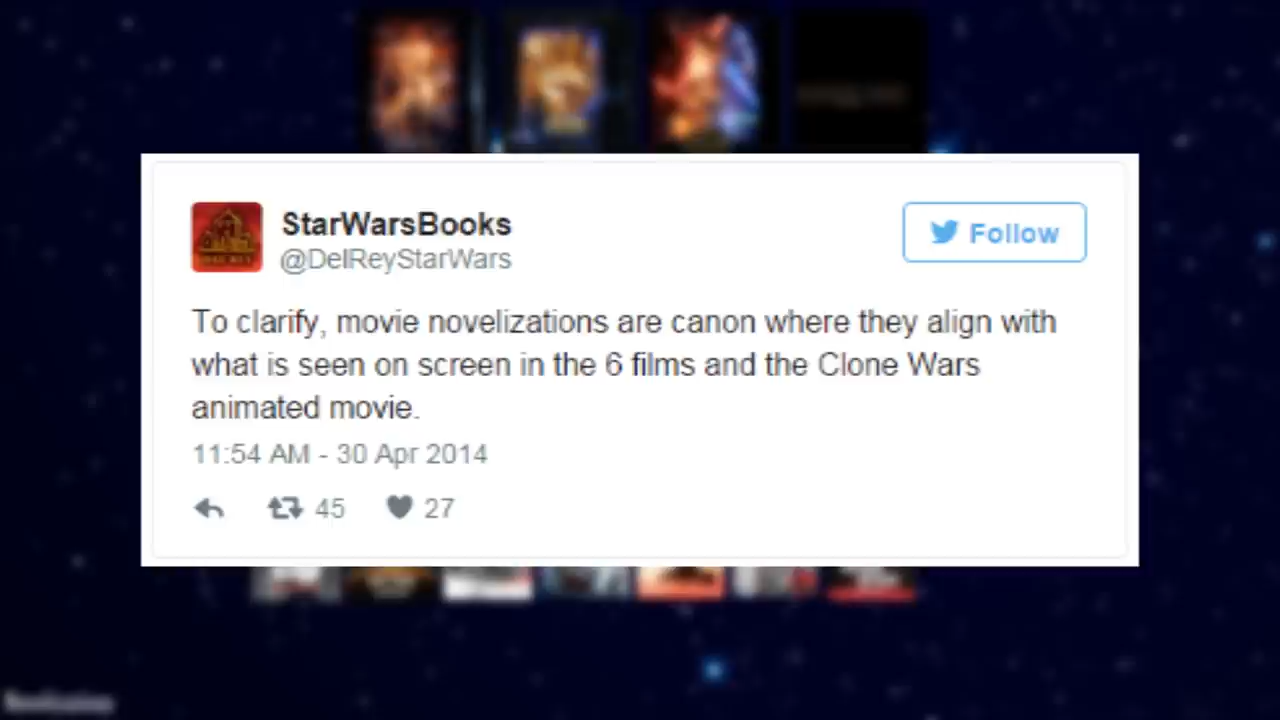 StarWarsBooks
@DelReyStarWars
Follow
To clarify, movie novelizations are canon where they align with
what is seen on screen in the 6 films and the Clone Wars
animated movie.
11:54 AM - 30 Apr 2014
45 27